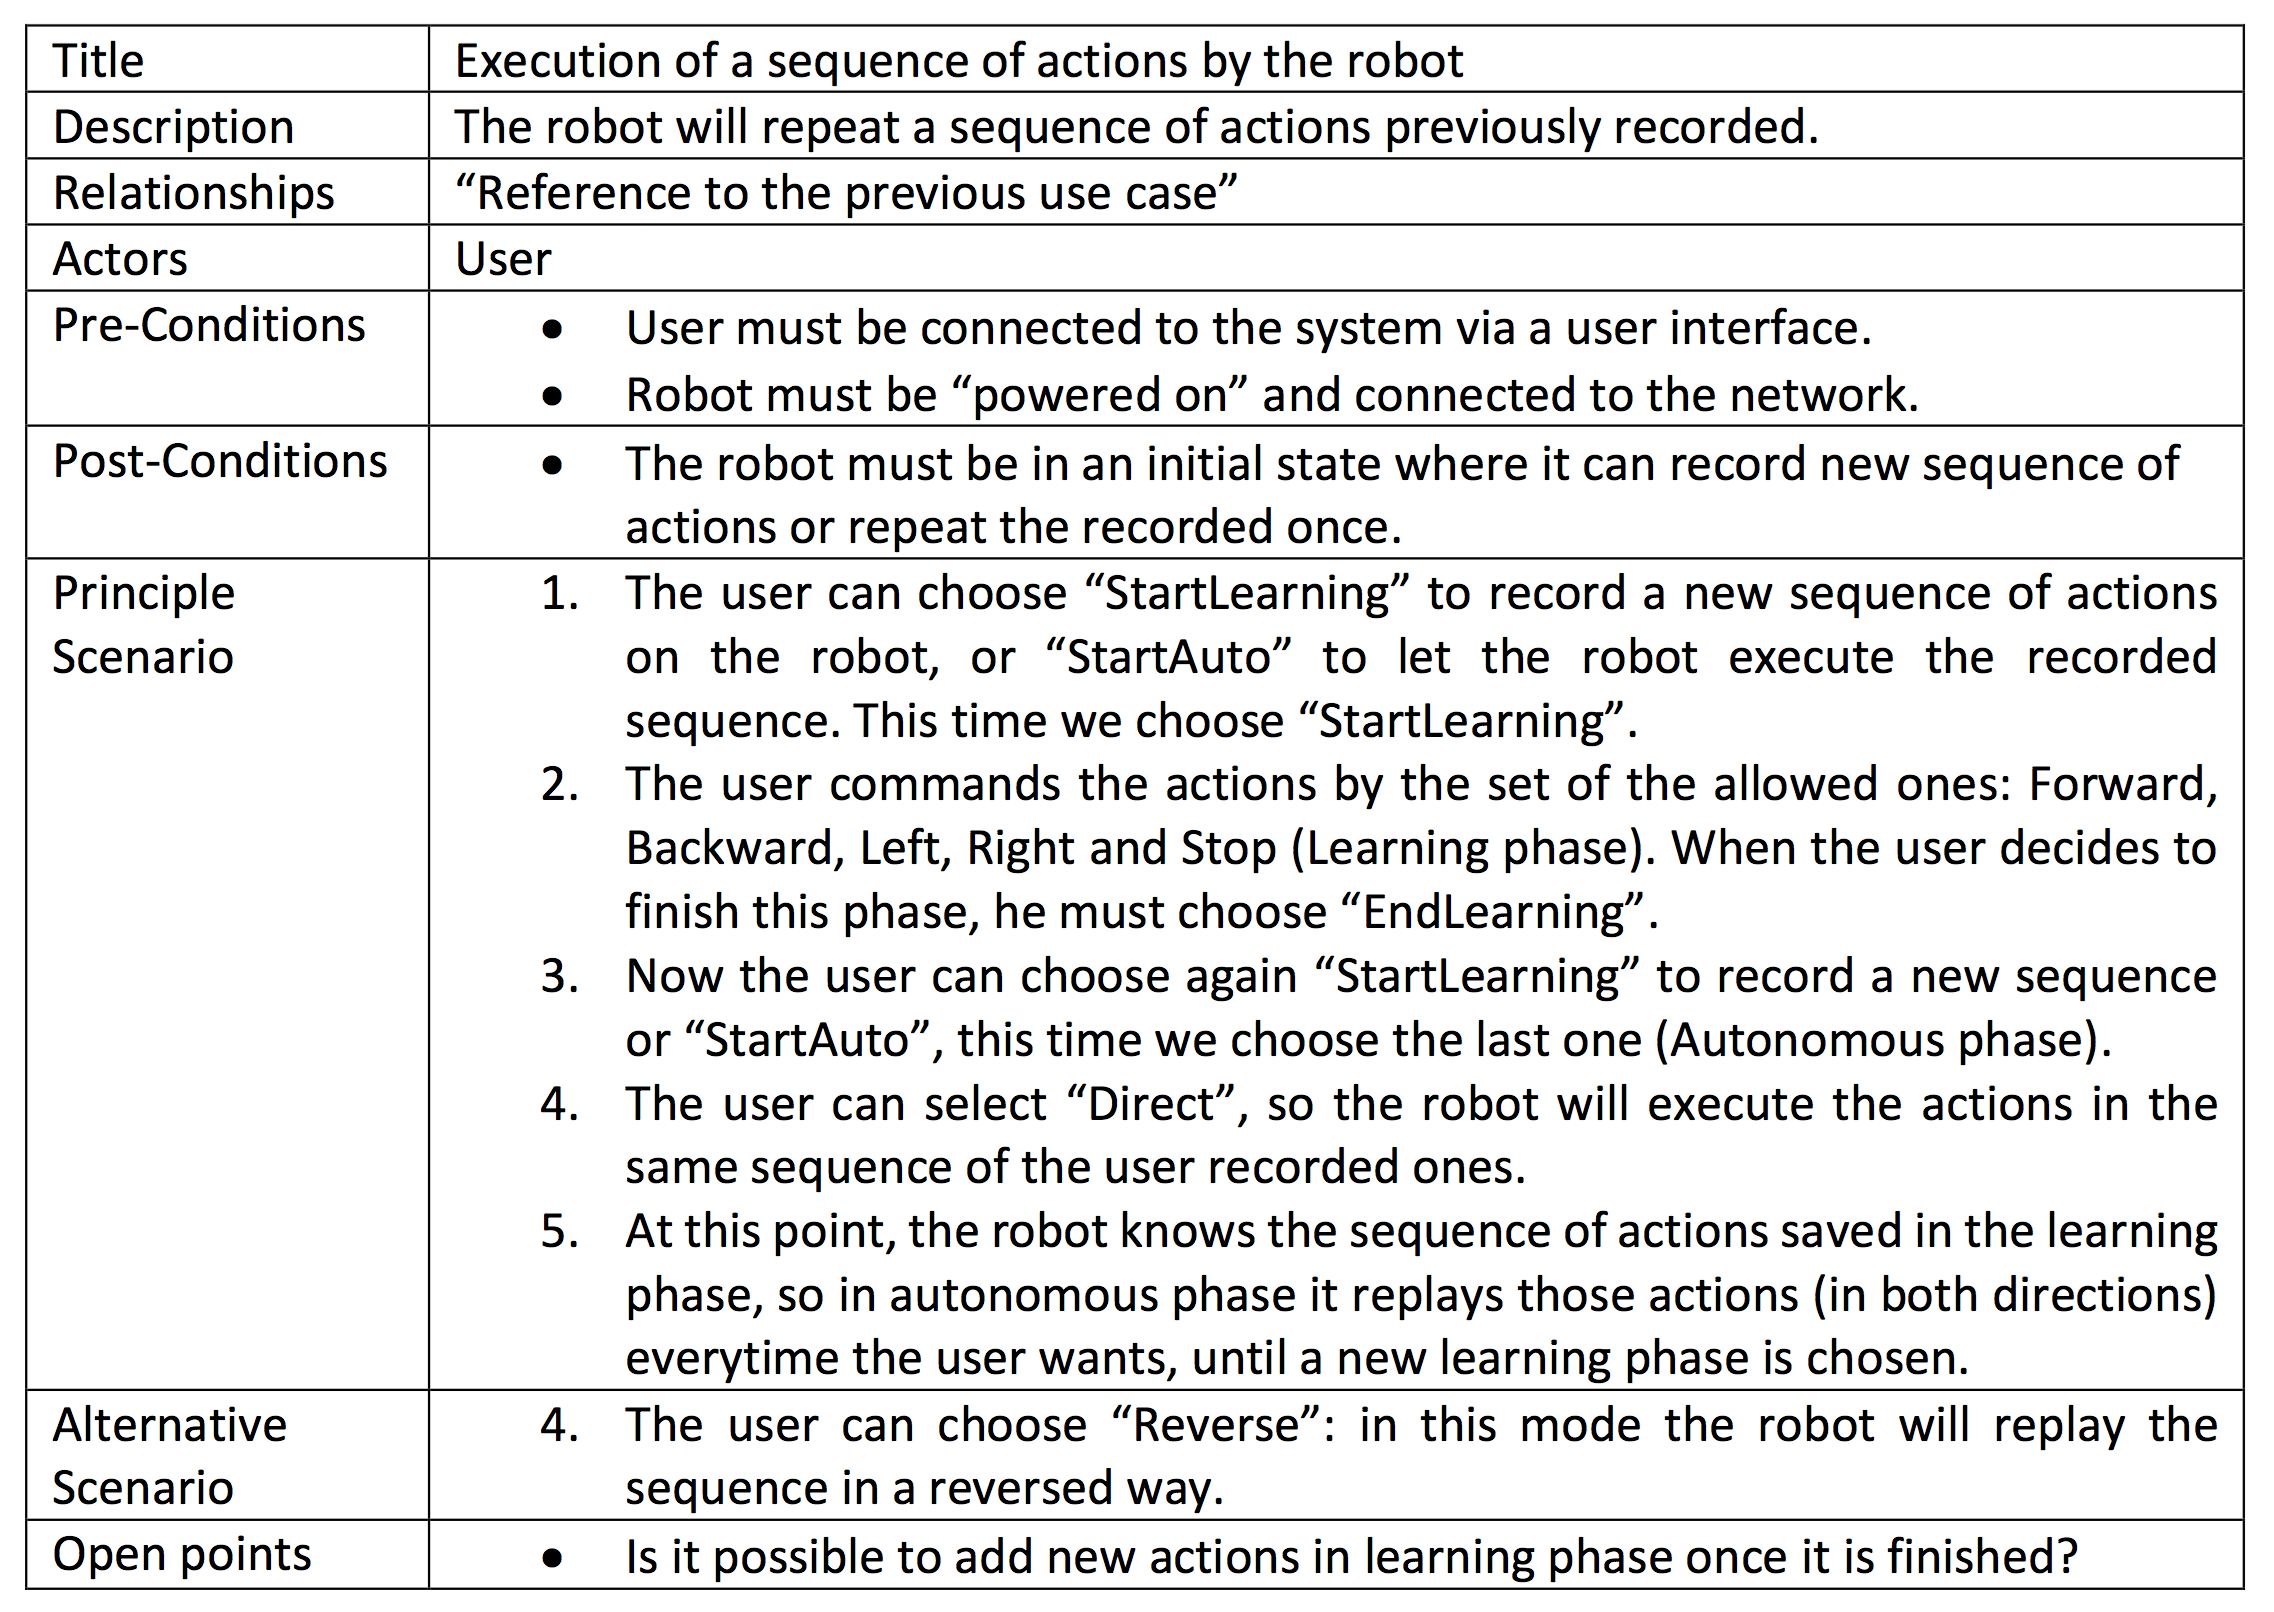 Title
Execution of a sequence of actions by the robot
Description
The robot will repeat a sequence of actions previously recorded.
Relationships
“Reference to the previous use case”
Actors
User
Pre-Conditions
● User must be connected to the system via a user interface.
● Robot must be “powered on” and connected to the network.
Post-Conditions
● The robot must be in an initial state where it can record new sequence of
actions or repeat the recorded once.
Principle
Scenario
1. The user can choose “StartLearning” to record a new sequence of actions
on the robot, or “StartAuto” to let the robot execute the recorded
sequence. This time we choose “StartLearning”.
2. The user commands the actions by the set of the allowed ones: Forward,
Backward, Left, Right and Stop (Learning phase). When the user decides to
finish this phase, he must choose “EndLearning”.
3. Now the user can choose again “StartLearning” to record a new sequence
or “StartAuto”, this time we choose the last one (Autonomous phase).
4. The user can select “Direct”, so the robot will execute the actions in the
same sequence of the user recorded ones.
5. At this point, the robot knows the sequence of actions saved in the learning
phase, so in autonomous phase it replays those actions (in both directions)
everytime the user wants, until a new learning phase is chosen.
Alternative
Scenario
4. The user can choose “Reverse”: in this mode the robot will replay the
sequence in a reversed way.
Open points
● Is it possible to add new actions in learning phase once it is finished?